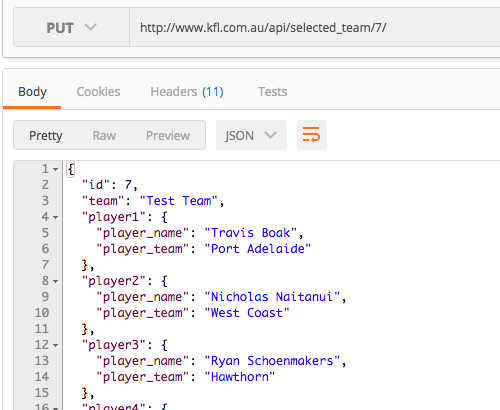 PUT http://www.kfl.com.au/api/selected_team/7/
Body Cookies Headers (11) Tests
Pretty Raw Preview JSON
1 {
2 "id": 7,
3 "team": "Test Team",
4 "player1": {
5 "player_name": "Travis Boak",
6 "player_team": "Port Adelaide"
7 },
8 "player2": {
9 "player_name": "Nicholas Naitanui",
10 "player_team": "West Coast"
11 },
12 "player3": {
13 "player_name": "Ryan Schoenmakers",
14 "player_team": "Hawthorn"
15 },
16 "player4": {